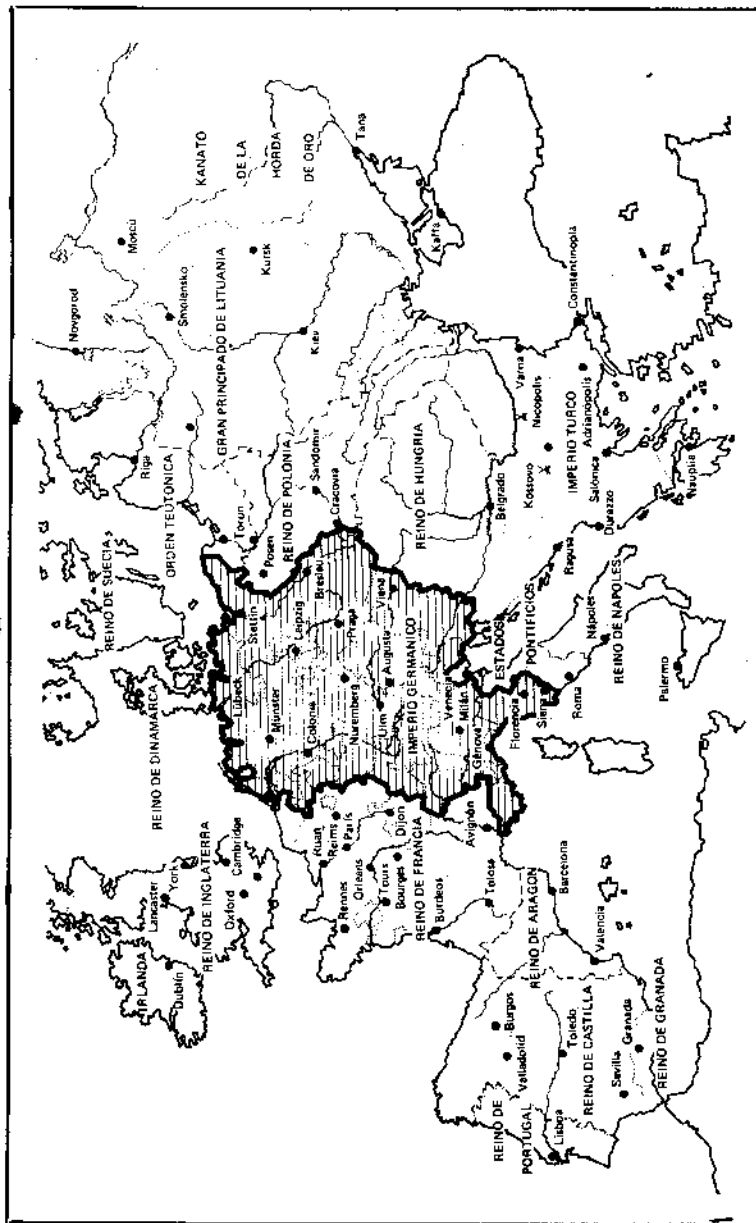 REINO DE SUECIA
REINO DE DINAMARCA
IRLANDA
Dublín
Lancaster
York
REINO DE INGLATERRA
Cambridge
Oxford
Novgorod
Riga
Moscú
Smolensko
ORDEN TEUTONICA
GRAN PRINCIPADO DE LITUANIA
KANATO
DE LA
HORDA
DE ORO
Kursk
Kiev
Tana
Kaffa
Torun
Posen
REINO DE POLONIA
Sandomir
Cracovia
Lübeck
Stettin
Münster
Leipzig
Breslau
Colonia
Praga
Nuremberg
Ulm
Augusta
Viena
IMPERIO GERMANICO
Venecia
Milán
Génova
Ruan
Reims
París
Rennes
Orleáns
Tours
Bourges
Dijon
REINO DE FRANCIA
Burdeos
Tolosa
Avignón
REINO DE HUNGRIA
Belgrado
Varna
Nicopolis
Kossovo
Constantinopla
Adrianópolis
IMPERIO TURCO
Salónica
Durazzo
Nauplia
Ragusa
ESTADOS
PONTIFICIOS
Florencia
Siena
Roma
Nápoles
REINO DE NAPOLES
Palermo
REINO DE ARAGON
Barcelona
Valencia
Burgos
Valladolid
REINO DE
PORTUGAL
Lisboa
Toledo
REINO DE CASTILLA
Sevilla
Granada
REINO DE GRANADA